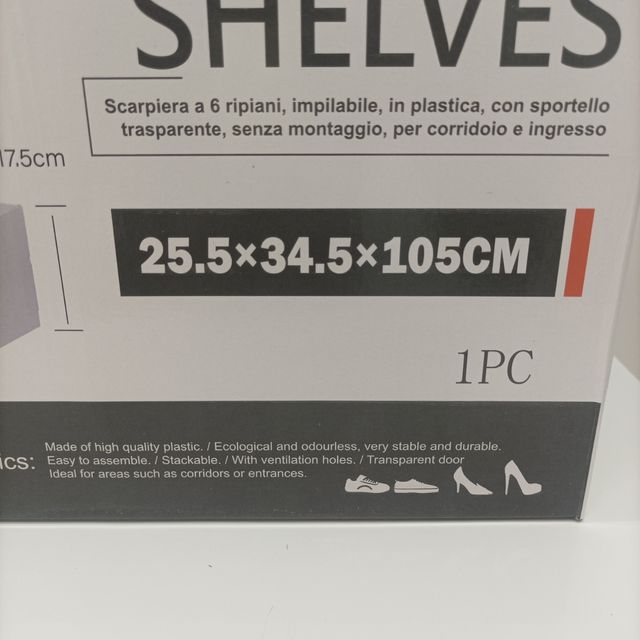 SHELVES
Scarpiera a 6 ripiani, impilabile, in plastica, con sportello
trasparente, senza montaggio, per corridoio e ingresso
17.5cm
25.5×34.5×105CM
1PC
Made of high quality plastic. / Ecological and odourless, very stable and durable.
ics: Easy to assemble. / Stackable. / With ventilation holes. / Transparent door
Ideal for areas such as corridors or entrances.